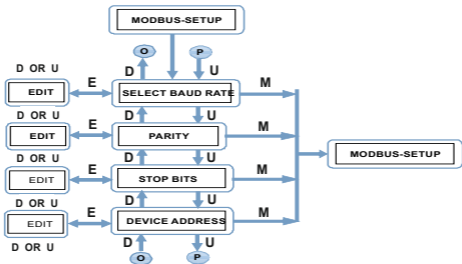 MODBUS-SETUP
O P
D U
D OR U
EDIT E SELECT BAUD RATE M
D OR U D U
EDIT E PARITY M
D OR U D U MODBUS-SETUP
EDIT E STOP BITS M
D OR U D U
EDIT E DEVICE ADDRESS M
D OR U D U
O P